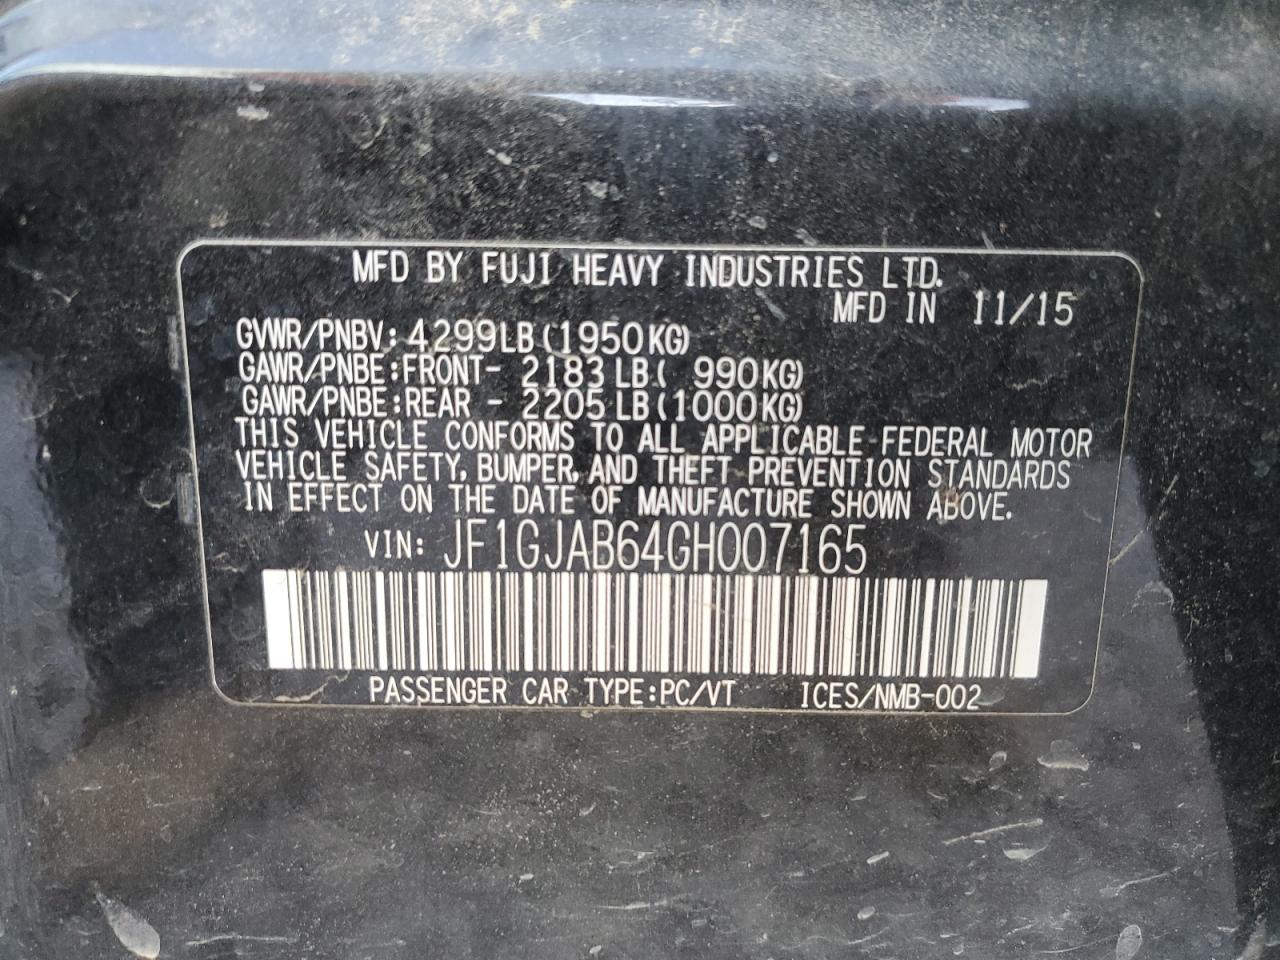 MFD BY FUJI HEAVY INDUSTRIES LTD.
MFD IN 11/15
GVWR/PNBV: 4299LB(1950KG)
GAWR/PNBE:FRONT- 2183 LB( 990KG)
GAWR/PNBE:REAR - 2205 LB(1000KG)
THIS VEHICLE CONFORMS TO ALL APPLICABLE FEDERAL MOTOR
VEHICLE SAFETY, BUMPER, AND THEFT PREVENTION STANDARDS
IN EFFECT ON THE DATE OF MANUFACTURE SHOWN ABOVE.
VIN: JF1GJAB64GH007165
PASSENGER CAR TYPE:PC/VT ICES/NMB-002